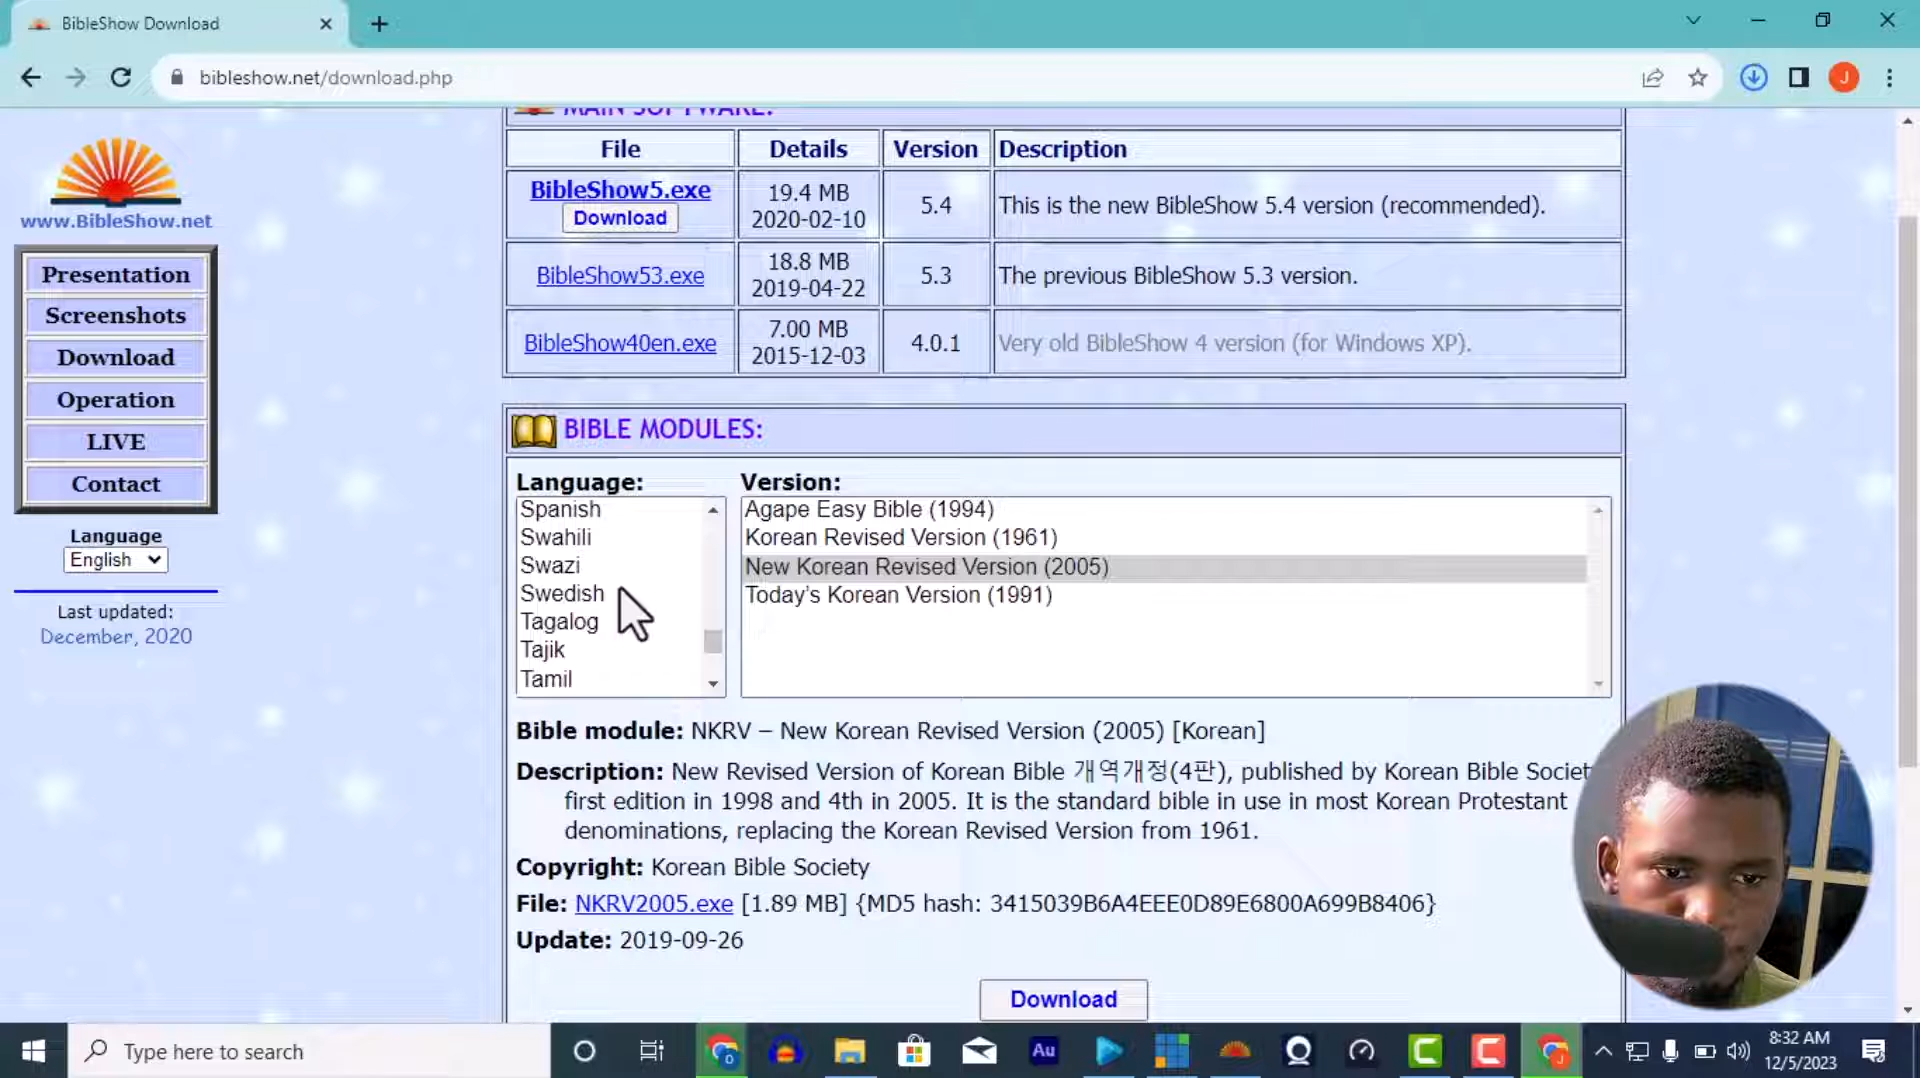 BibleShow Download
bibleshow.net/download.php
J
MAIN SOFTWARE:
File Details Version Description
BibleShow5.exe
Download
19.4 MB
2020-02-10
5.4
This is the new BibleShow 5.4 version (recommended).
BibleShow53.exe
18.8 MB
2019-04-22
5.3
The previous BibleShow 5.3 version.
BibleShow40en.exe
7.00 MB
2015-12-03
4.0.1
Very old BibleShow 4 version (for Windows XP).
www.BibleShow.net
Presentation
Screenshots
Download
Operation
LIVE
Contact
Language
English
Last updated:
December, 2020
BIBLE MODULES:
Language:
Spanish
Swahili
Swazi
Swedish
Tagalog
Tajik
Tamil
Version:
Agape Easy Bible (1994)
Korean Revised Version (1961)
New Korean Revised Version (2005)
Today's Korean Version (1991)
Bible module: NKRV – New Korean Revised Version (2005) [Korean]
Description: New Revised Version of Korean Bible 개역개정(4판), published by Korean Bible Societ
first edition in 1998 and 4th in 2005. It is the standard bible in use in most Korean Protestant
denominations, replacing the Korean Revised Version from 1961.
Copyright: Korean Bible Society
File: NKRV2005.exe [1.89 MB] {MD5 hash: 3415039B6A4EEE0D89E6800A699B8406}
Update: 2019-09-26
Download
Type here to search
D
Au
J
8:32 AM
12/5/2023